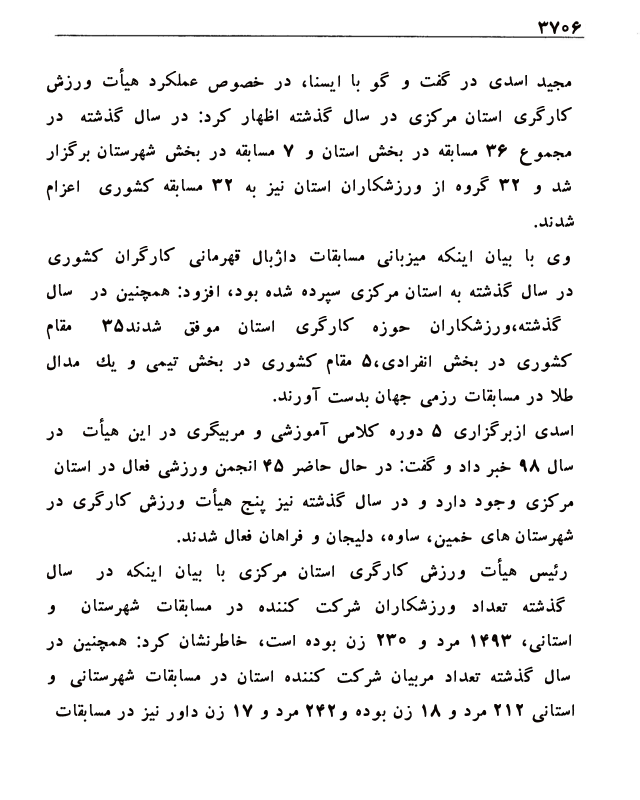 ۳۷۰۶
مجید اسدی در گفت و گو با ایسنا، در خصوص عملکرد هیأت ورزش
کارگری استان مرکزی در سال گذشته اظهار کرد: در سال گذشته در
مجموع ۳۶ مسابقه در بخش استان و ۷ مسابقه در بخش شهرستان برگزار
شد و ۳۲ گروه از ورزشکاران استان نیز به ۳۲ مسابقه کشوری اعزام
شدند.
وی با بیان اینکه میزبانی مسابقات داژبال قهرمانی کارگران کشوری
در سال گذشته به استان مرکزی سپرده شده بود، افزود: همچنین در سال
گذشته،ورزشکاران حوزه کارگری استان موفق شدند۳۵ مقام
کشوری در بخش انفرادی،۵ مقام کشوری در بخش تیمی و یك مدال
طلا در مسابقات رزمی جهان بدست آورند.
اسدی ازبرگزاری ۵ دوره کلاس آموزشی و مربیگری در این هیأت در
سال ۹۸ خبر داد و گفت: در حال حاضر ۴۵ انجمن ورزشی فعال در استان
مرکزی وجود دارد و در سال گذشته نیز پنج هیأت ورزش کارگری در
شهرستان های خمین، ساوه، دلیجان و فراهان فعال شدند.
رئیس هیأت ورزش کارگری استان مرکزی با بیان اینکه در سال
گذشته تعداد ورزشکاران شرکت کننده در مسابقات شهرستان و
استانی، ۱۴۹۳ مرد و ۲۳۰ زن بوده است، خاطرنشان کرد: همچنین در
سال گذشته تعداد مربیان شرکت کننده استان در مسابقات شهرستانی و
استانی ۲۱۲ مرد و ۱۸ زن بوده و۲۴۲ مرد و ۱۷ زن داور نیز در مسابقات